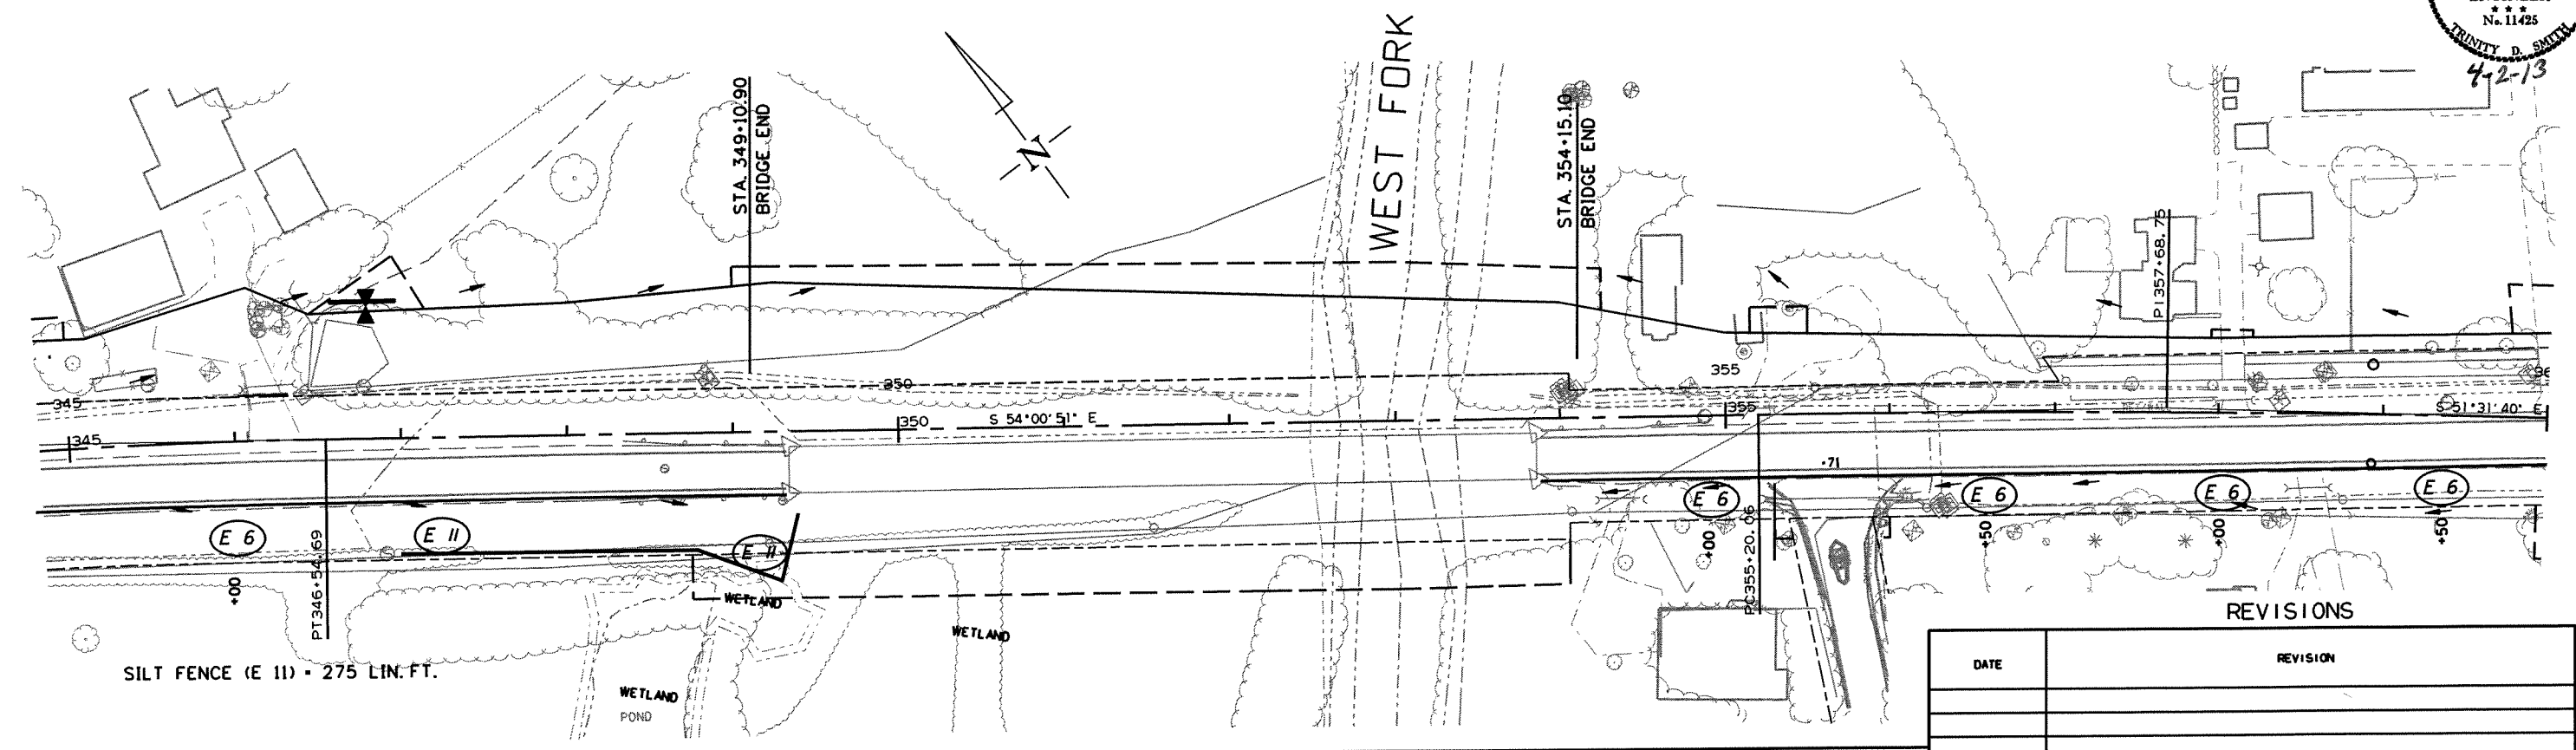 ★ ★ ★
No. 11425
TRINITY D. SMITH
4-2-13
WEST FORK
STA. 349+10.90
BRIDGE END
N
STA. 354+15.10
BRIDGE END
PI357+68.75
345
350
355
345
350
S 54°00'51" E
355
S 51°31'40" E
.71
E 6
E 11
E 11
E 6
E 6
E 6
E 6
+00
PT346+54.69
+00
PC355+20.06
+50
+00
+50
WETLAND
WETLAND
WETLAND
POND
SILT FENCE (E 11) = 275 LIN. FT.
REVISIONS
DATE
REVISION